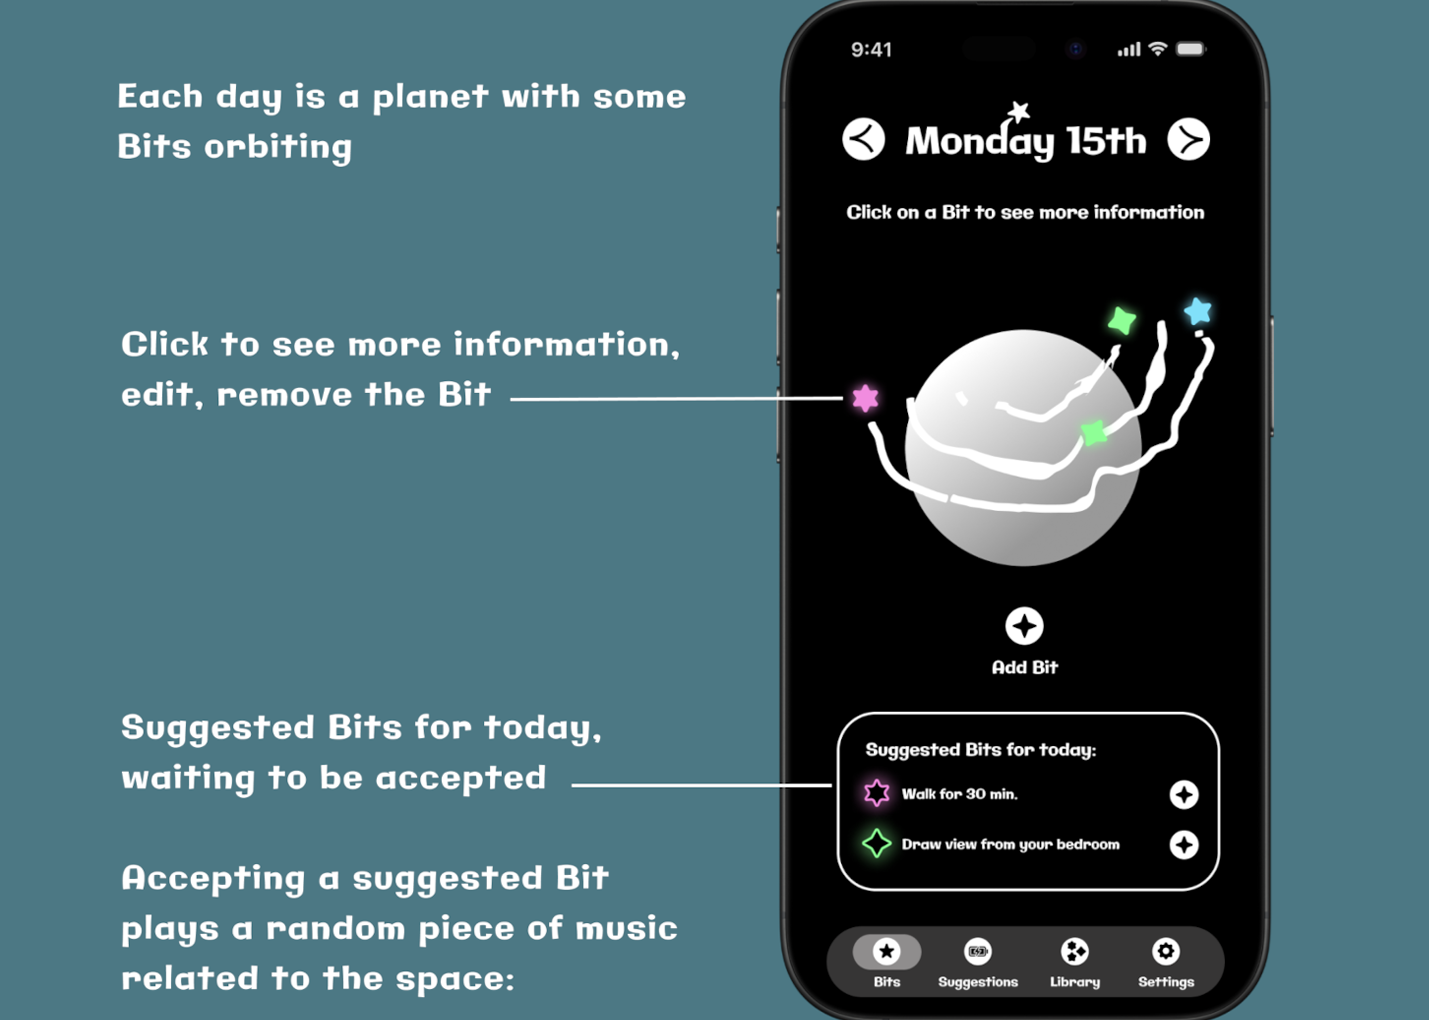 Each day is a planet with some
Bits orbiting
Click to see more information,
edit, remove the Bit
Suggested Bits for today,
waiting to be accepted
Accepting a suggested Bit
plays a random piece of music
related to the space:
9:41
Monday 15th
Click on a Bit to see more information
Add Bit
Suggested Bits for today:
Walk for 30 min.
Draw view from your bedroom
Bits
Suggestions
Library
Settings